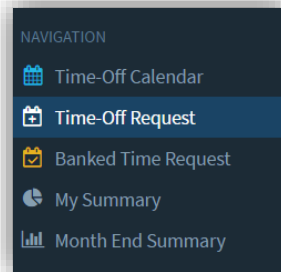 NAVIGATION
Time-Off Calendar
Time-Off Request
Banked Time Request
My Summary
Month End Summary